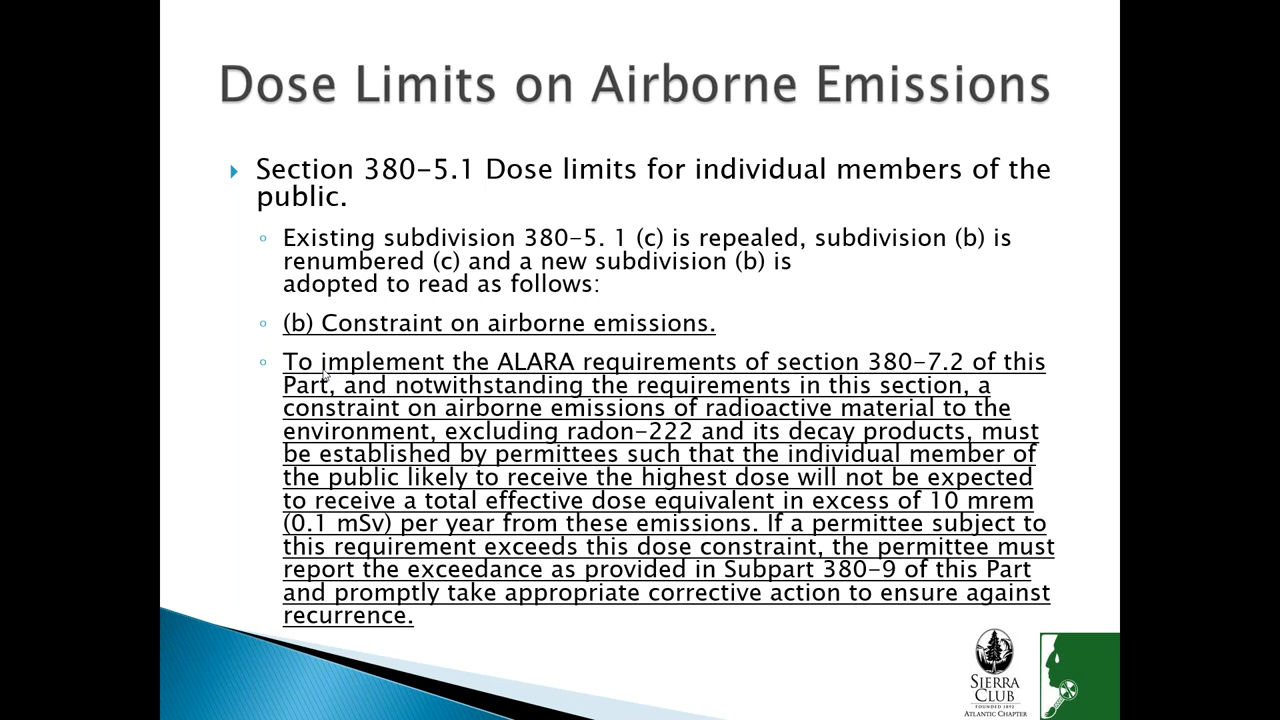 Dose Limits on Airborne Emissions
Section 380-5.1 Dose limits for individual members of the
public.
Existing subdivision 380-5. 1 (c) is repealed, subdivision (b) is
renumbered (c) and a new subdivision (b) is
adopted to read as follows:
(b) Constraint on airborne emissions.
To implement the ALARA requirements of section 380-7.2 of this
Part, and notwithstanding the requirements in this section, a
constraint on airborne emissions of radioactive material to the
environment, excluding radon-222 and its decay products, must
be established by permittees such that the individual member of
the public likely to receive the highest dose will not be expected
to receive a total effective dose equivalent in excess of 10 mrem
(0.1 mSv) per year from these emissions. If a permittee subject to
this requirement exceeds this dose constraint, the permittee must
report the exceedance as provided in Subpart 380-9 of this Part
and promptly take appropriate corrective action to ensure against
recurrence.
SIERRA
CLUB
FOUNDED 1892
ATLANTIC CHAPTER